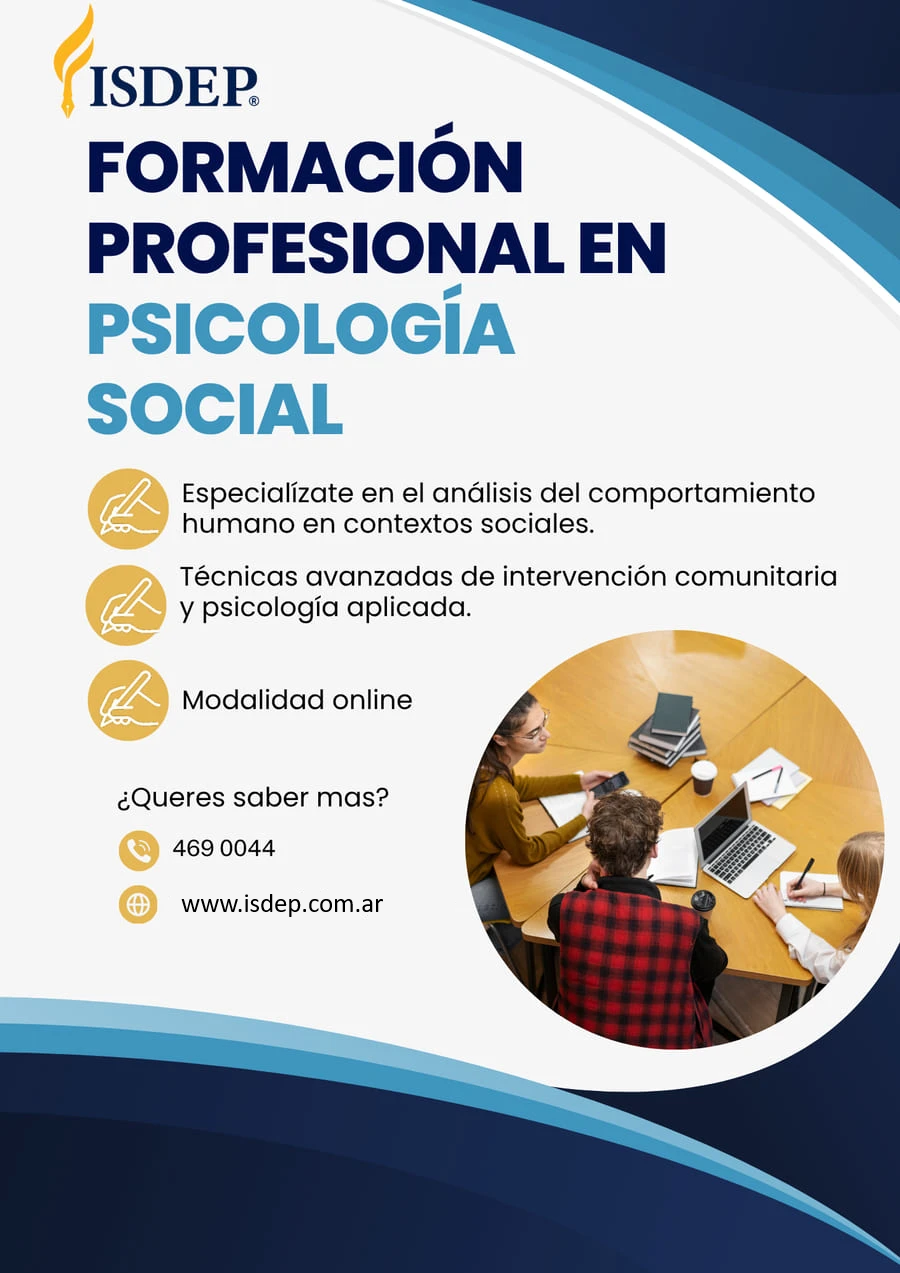 ISDEP®
FORMACIÓN
PROFESIONAL EN
PSICOLOGÍA
SOCIAL
Especialízate en el análisis del comportamiento
humano en contextos sociales.
Técnicas avanzadas de intervención comunitaria
y psicología aplicada.
Modalidad online
¿Queres saber mas?
469 0044
www.isdep.com.ar